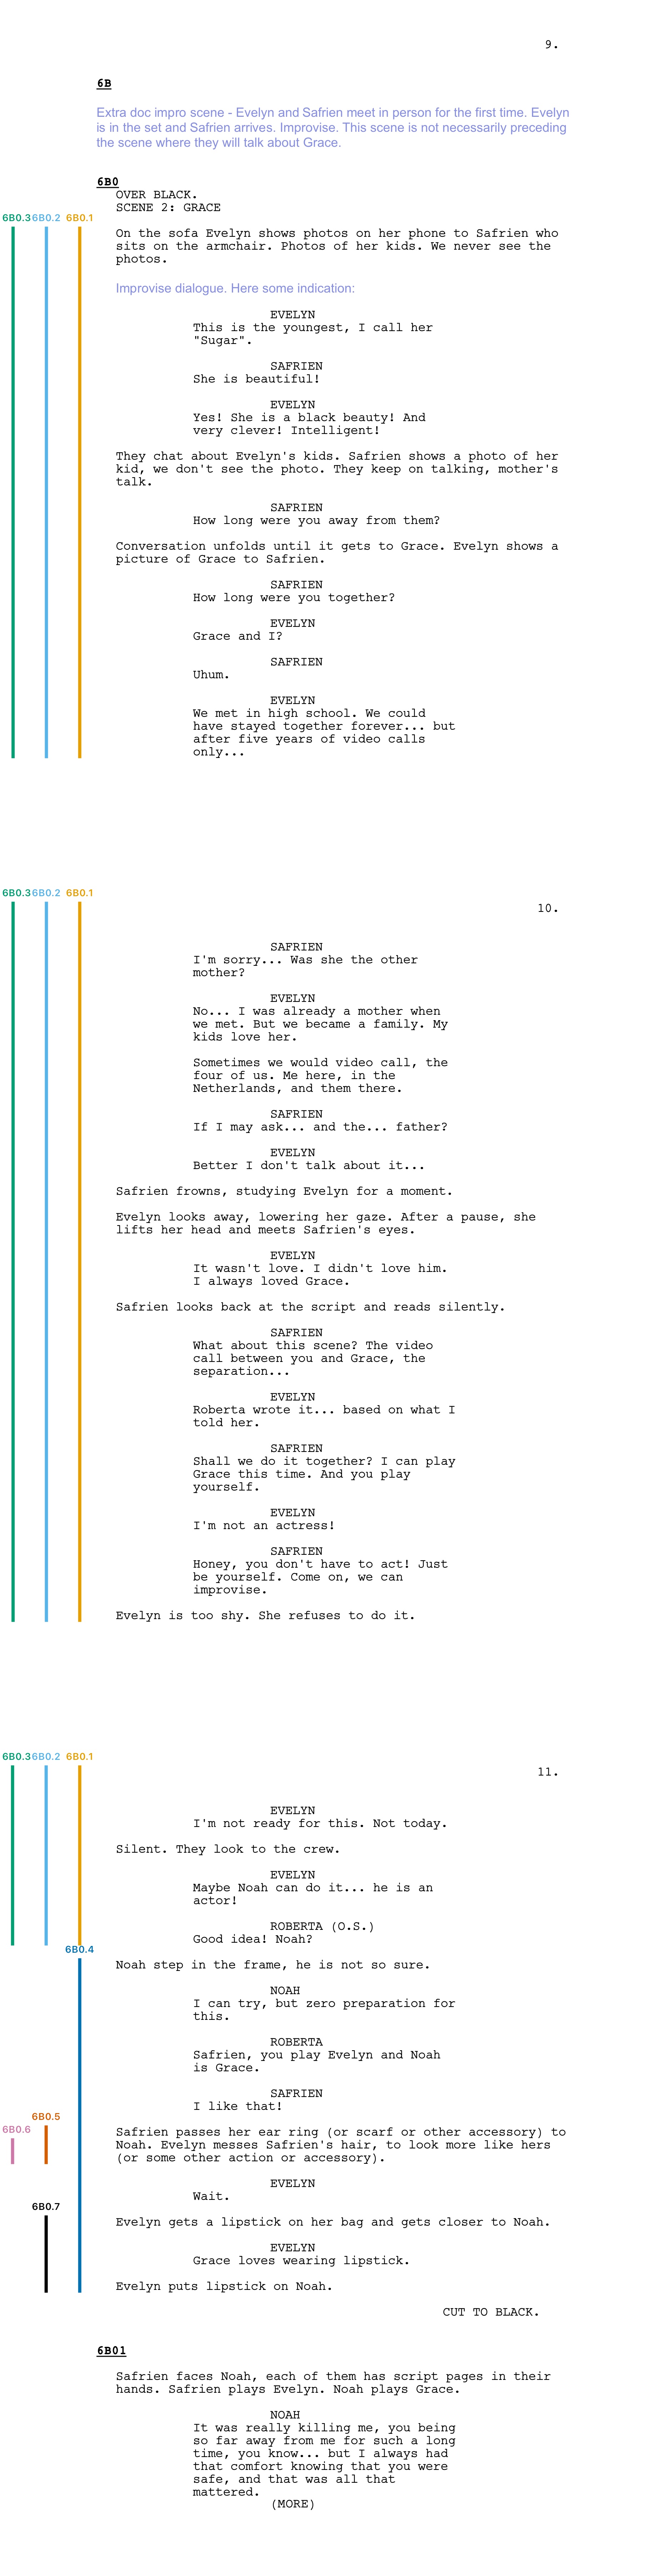 9.
6B
Extra doc impro scene - Evelyn and Safrien meet in person for the first time. Evelyn
is in the set and Safrien arrives. Improvise. This scene is not necessarily preceding
the scene where they will talk about Grace.
6B0
OVER BLACK.
SCENE 2: GRACE
6B0.3 6B0.2 6B0.1
On the sofa Evelyn shows photos on her phone to Safrien who
sits on the armchair. Photos of her kids. We never see the
photos.
Improvise dialogue. Here some indication:
EVELYN
This is the youngest, I call her
"Sugar".
SAFRIEN
She is beautiful!
EVELYN
Yes! She is a black beauty! And
very clever! Intelligent!
They chat about Evelyn's kids. Safrien shows a photo of her
kid, we don't see the photo. They keep on talking, mother's
talk.
SAFRIEN
How long were you away from them?
Conversation unfolds until it gets to Grace. Evelyn shows a
picture of Grace to Safrien.
SAFRIEN
How long were you together?
EVELYN
Grace and I?
SAFRIEN
Uhum.
EVELYN
We met in high school. We could
have stayed together forever... but
after five years of video calls
only...
6B0.3 6B0.2 6B0.1
10.
SAFRIEN
I'm sorry... Was she the other
mother?
EVELYN
No... I was already a mother when
we met. But we became a family. My
kids love her.
Sometimes we would video call, the
four of us. Me here, in the
Netherlands, and them there.
SAFRIEN
If I may ask... and the... father?
EVELYN
Better I don't talk about it...
Safrien frowns, studying Evelyn for a moment.
Evelyn looks away, lowering her gaze. After a pause, she
lifts her head and meets Safrien's eyes.
EVELYN
It wasn't love. I didn't love him.
I always loved Grace.
Safrien looks back at the script and reads silently.
SAFRIEN
What about this scene? The video
call between you and Grace, the
separation...
EVELYN
Roberta wrote it... based on what I
told her.
SAFRIEN
Shall we do it together? I can play
Grace this time. And you play
yourself.
EVELYN
I'm not an actress!
SAFRIEN
Honey, you don't have to act! Just
be yourself. Come on, we can
improvise.
Evelyn is too shy. She refuses to do it.
6B0.3 6B0.2 6B0.1
11.
EVELYN
I'm not ready for this. Not today.
Silent. They look to the crew.
EVELYN
Maybe Noah can do it... he is an
actor!
ROBERTA (O.S.)
Good idea! Noah?
6B0.4
Noah step in the frame, he is not so sure.
NOAH
I can try, but zero preparation for
this.
ROBERTA
Safrien, you play Evelyn and Noah
is Grace.
SAFRIEN
I like that!
6B0.5
6B0.6
Safrien passes her ear ring (or scarf or other accessory) to
Noah. Evelyn messes Safrien's hair, to look more like hers
(or some other action or accessory).
EVELYN
Wait.
6B0.7
Evelyn gets a lipstick on her bag and gets closer to Noah.
EVELYN
Grace loves wearing lipstick.
Evelyn puts lipstick on Noah.
CUT TO BLACK.
6B01
Safrien faces Noah, each of them has script pages in their
hands. Safrien plays Evelyn. Noah plays Grace.
NOAH
It was really killing me, you being
so far away from me for such a long
time, you know... but I always had
that comfort knowing that you were
safe, and that was all that
mattered.
(MORE)